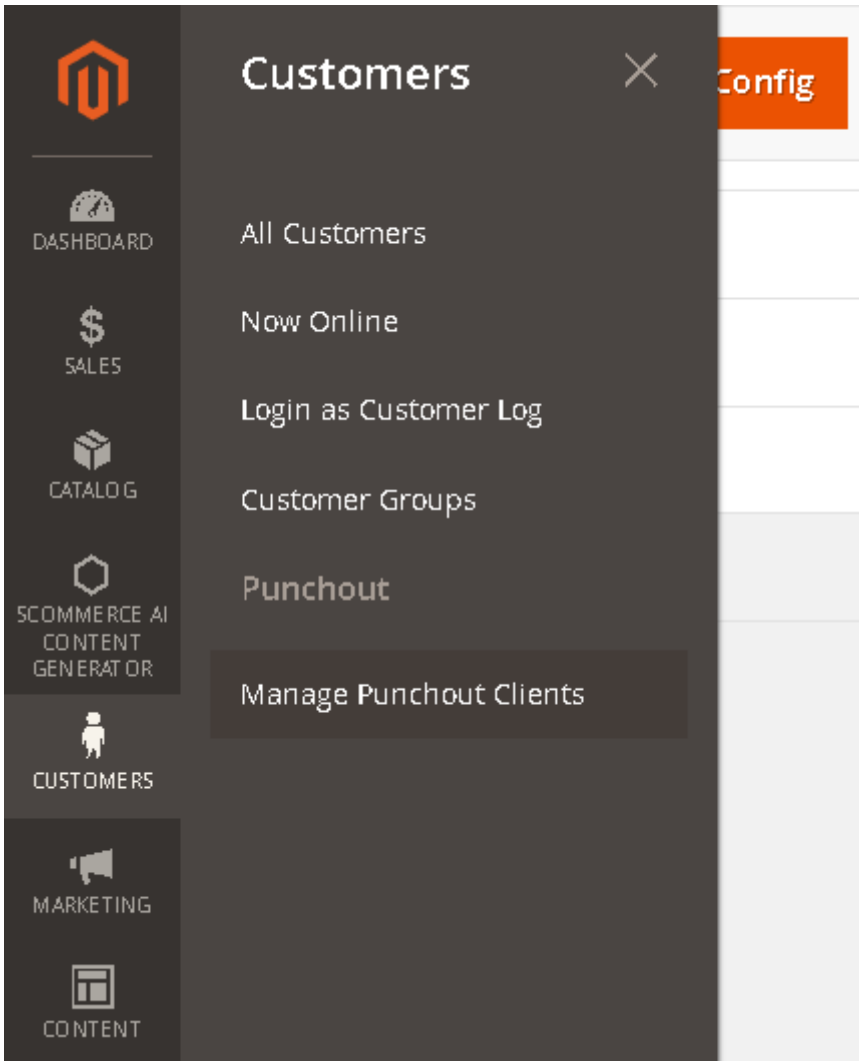 Customers
Config
DASHBOARD
SALES
CATALOG
SCOMMERCE AI
CONTENT
GENERATOR
CUSTOMERS
MARKETING
CONTENT
All Customers
Now Online
Login as Customer Log
Customer Groups
Punchout
Manage Punchout Clients